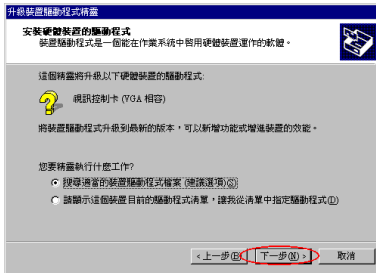 升級裝置驅動程式精靈
安裝硬體裝置的驅動程式
裝置驅動程式是一個能在作業系統中啓用硬體裝置運作的軟體。
這個精靈將升級以下硬體裝置的驅動程式:
視訊控制卡 (VGA 相容)
將裝置驅動程式升級到最新的版本，可以新增功能或增進裝置的效能。
您要精靈執行什麼工作?
搜尋適當的裝置驅動程式檔案 (建議選項)(S)
請顯示這個裝置目前的驅動程式清單，讓我從清單中指定驅動程式(D)
< 上一步(B) 下一步(N) > 取消